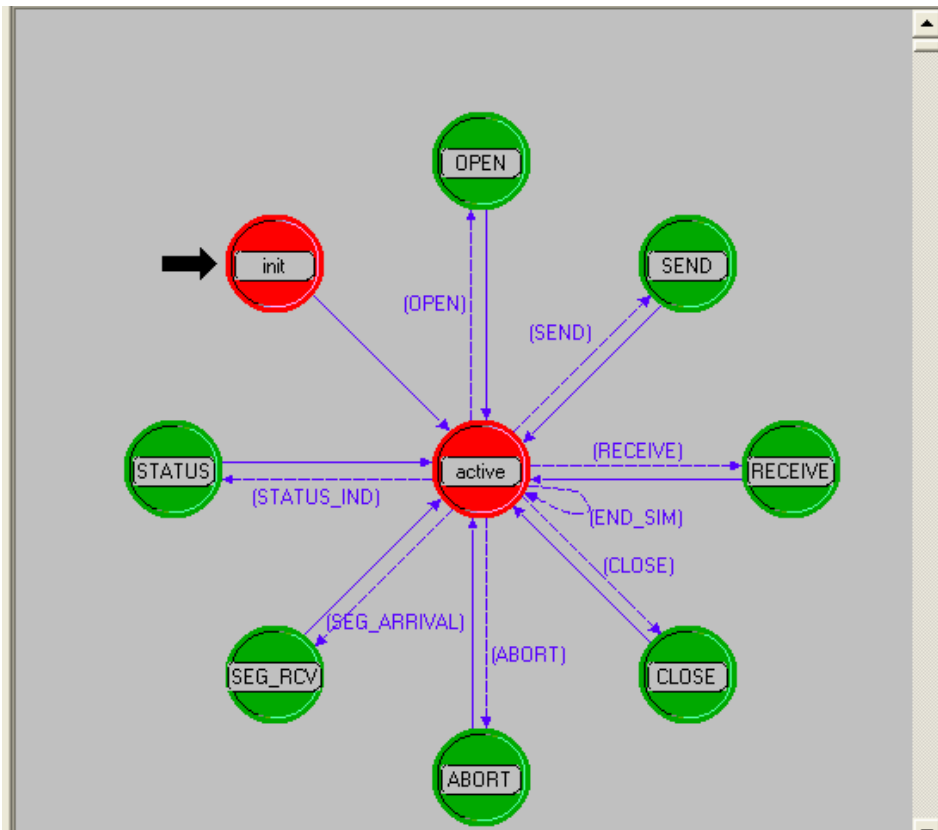 OPEN
init
SEND
(OPEN)
(SEND)
STATUS
active
(RECEIVE)
RECEIVE
(STATUS_IND)
(END_SIM)
(CLOSE)
(SEG_ARRIVAL)
(ABORT)
SEG_RCV
CLOSE
ABORT